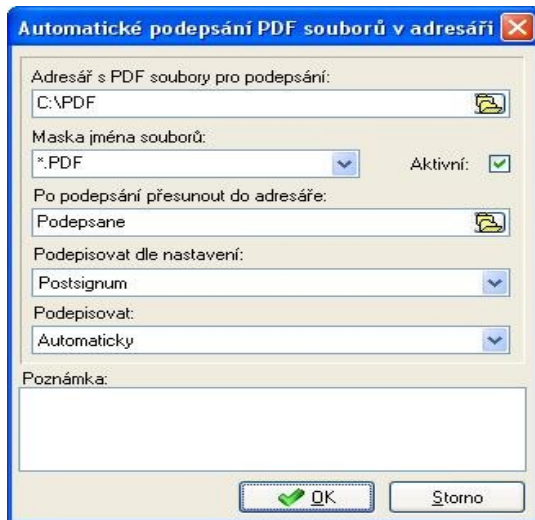 Automatické podepsání PDF souborů v adresáři
Adresář s PDF soubory pro podepsání:
C:\PDF
Maska jména souborů:
*.PDF
Aktivní:
Po podepsání přesunout do adresáře:
Podepsane
Podepisovat dle nastavení:
Postsignum
Podepisovat:
Automaticky
Poznámka:
OK
Storno